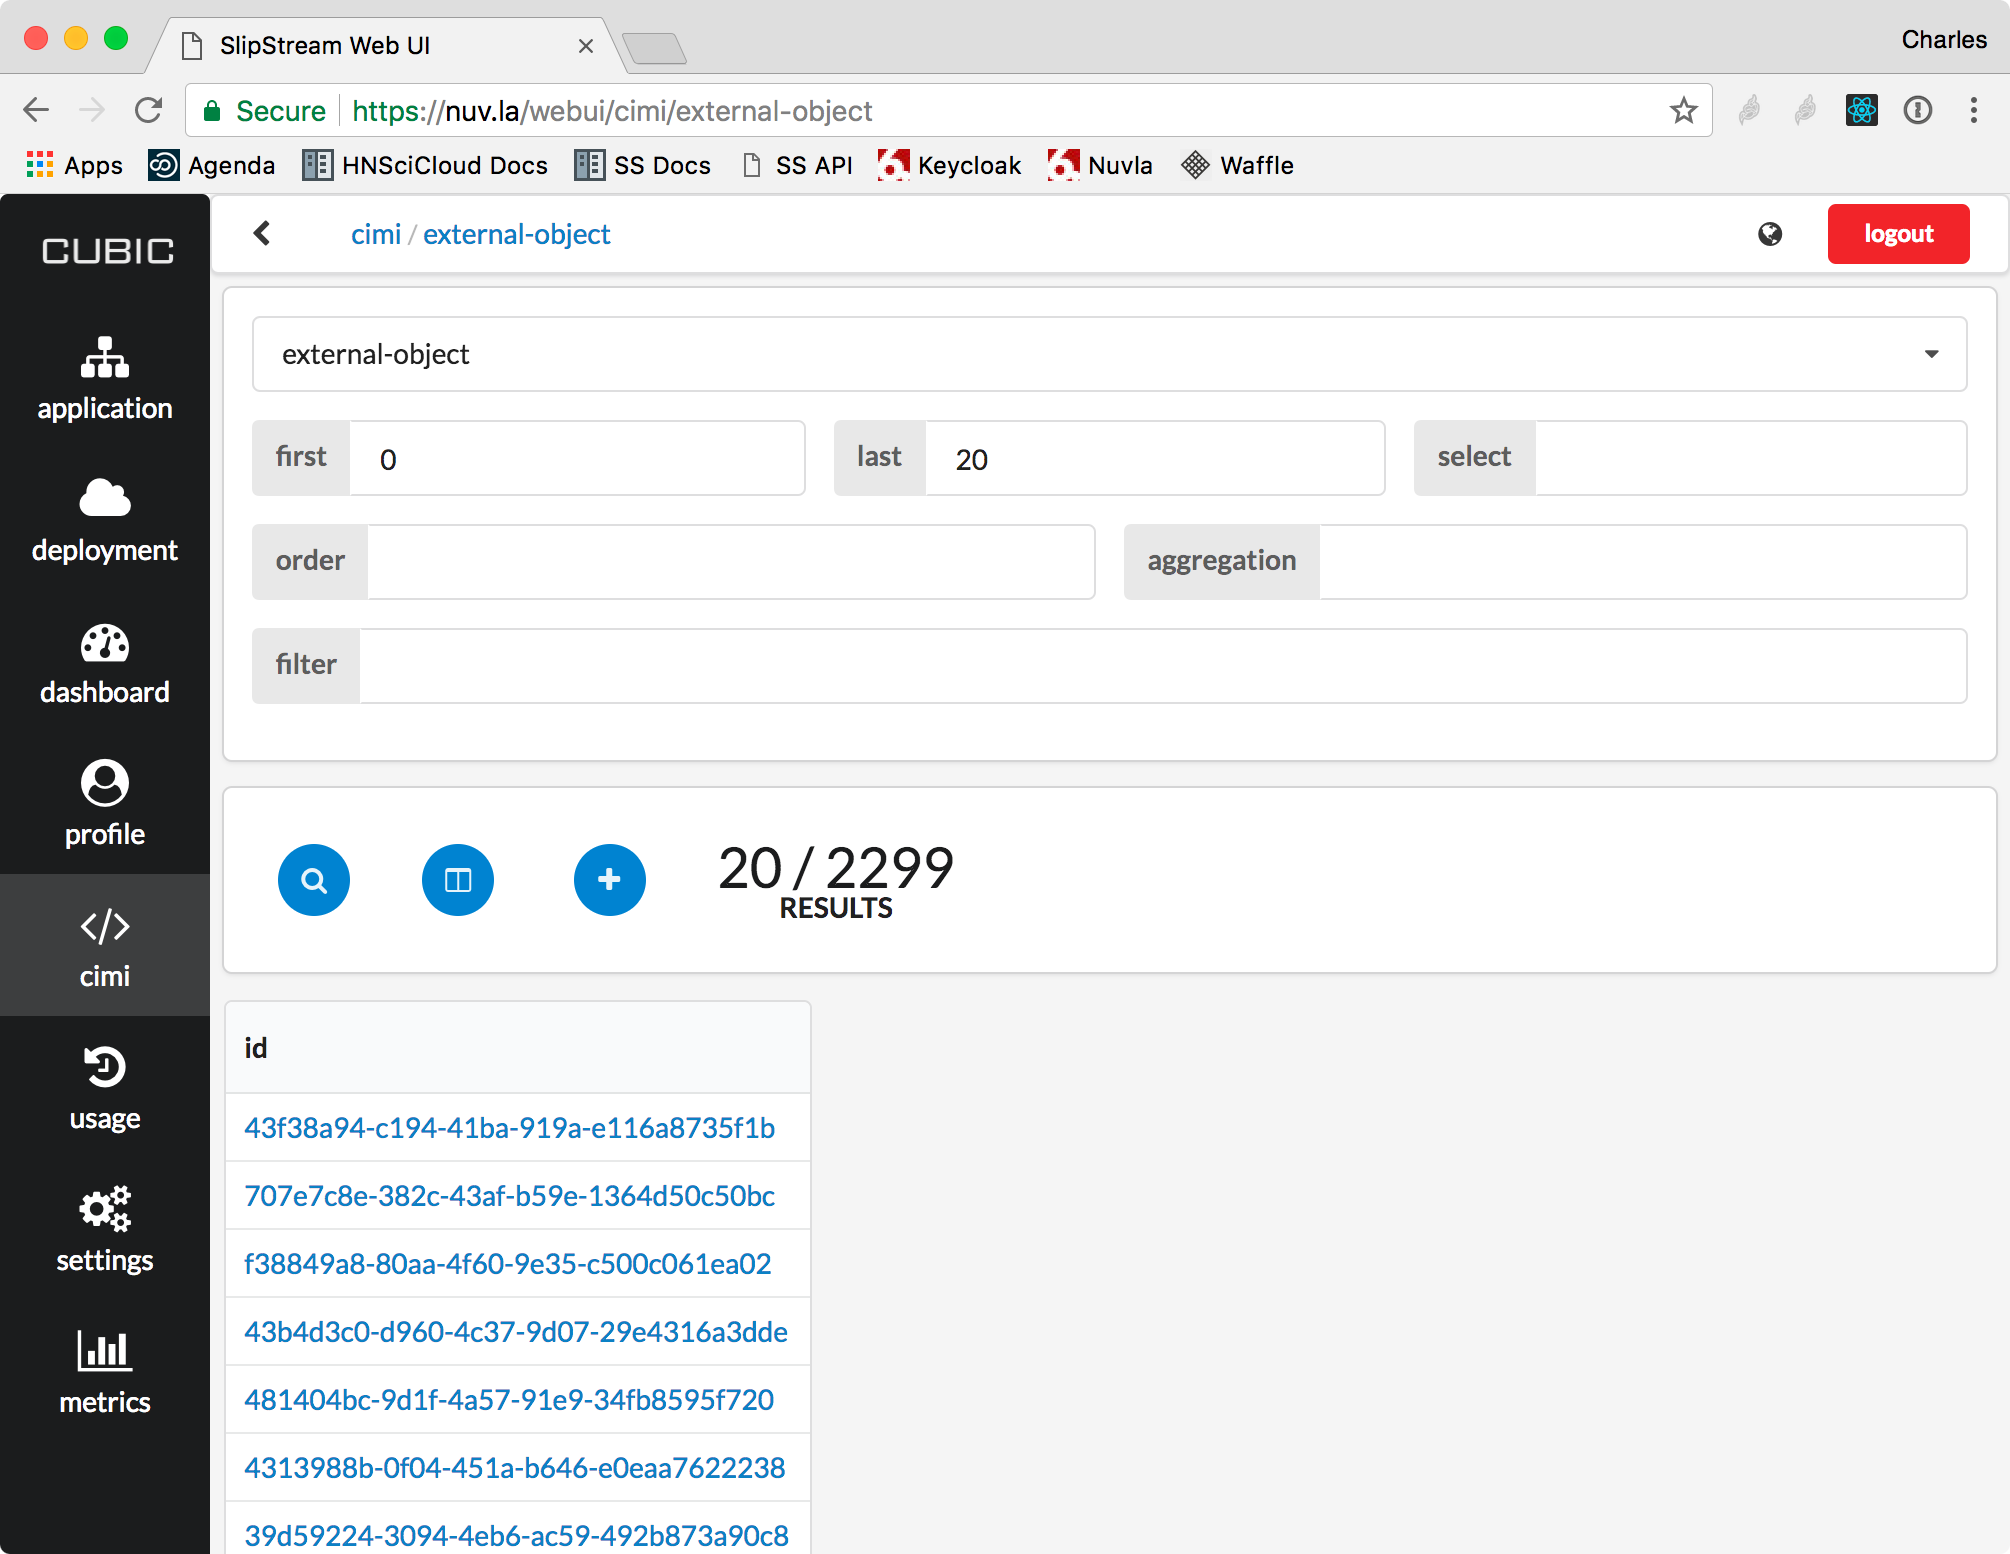 SlipStream Web UI
Charles
Secure https://nuv.la/webui/cimi/external-object
Apps Agenda HNSciCloud Docs SS Docs SS API Keycloak Nuvla Waffle
CUBIC
cimi / external-object
logout
application
deployment
dashboard
profile
cimi
usage
settings
metrics
external-object
first 0 last 20 select
order aggregation
filter
20 / 2299
RESULTS
id
43f38a94-c194-41ba-919a-e116a8735f1b
707e7c8e-382c-43af-b59e-1364d50c50bc
f38849a8-80aa-4f60-9e35-c500c061ea02
43b4d3c0-d960-4c37-9d07-29e4316a3dde
481404bc-9d1f-4a57-91e9-34fb8595f720
4313988b-0f04-451a-b646-e0eaa7622238
39d59224-3094-4eb6-ac59-492b873a90c8